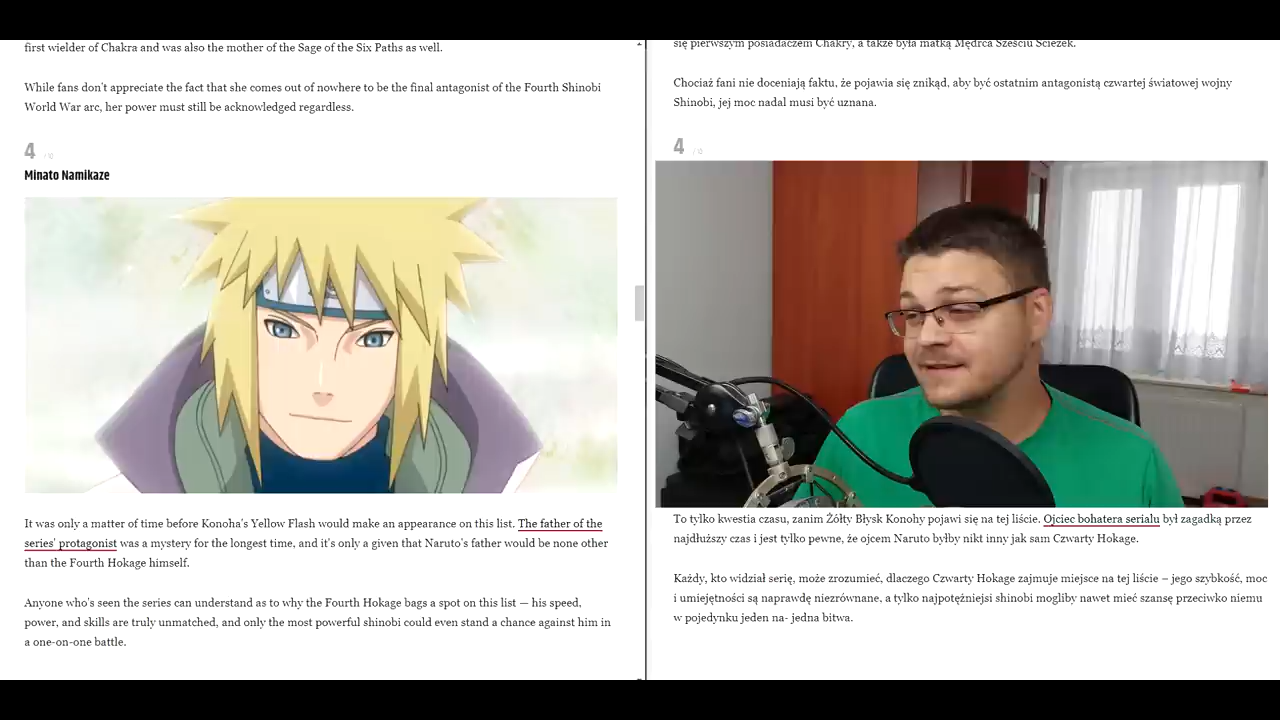 first wielder of Chakra and was also the mother of the Sage of the Six Paths as well.
While fans don't appreciate the fact that she comes out of nowhere to be the final antagonist of the Fourth Shinobi
World War arc, her power must still be acknowledged regardless.
4 / 10
Minato Namikaze
It was only a matter of time before Konoha's Yellow Flash would make an appearance on this list. The father of the
series' protagonist was a mystery for the longest time, and it's only a given that Naruto's father would be none other
than the Fourth Hokage himself.
Anyone who's seen the series can understand as to why the Fourth Hokage bags a spot on this list — his speed,
power, and skills are truly unmatched, and only the most powerful shinobi could even stand a chance against him in
a one-on-one battle.
się pierwszym posiadaczem Chakry, a także była matką Mędrca Sześciu Ścieżek.
Chociaż fani nie doceniają faktu, że pojawia się znikąd, aby być ostatnim antagonistą czwartej światowej wojny
Shinobi, jej moc nadal musi być uznana.
4 / 10
To tylko kwestia czasu, zanim Żółty Błysk Konohy pojawi się na tej liście. Ojciec bohatera serialu był zagadką przez
najdłuższy czas i jest tylko pewne, że ojcem Naruto byłby nikt inny jak sam Czwarty Hokage.
Każdy, kto widział serię, może zrozumieć, dlaczego Czwarty Hokage zajmuje miejsce na tej liście – jego szybkość, moc
i umiejętności są naprawdę niezrównane, a tylko najpotężniejsi shinobi mogliby nawet mieć szansę przeciwko niemu
w pojedynku jeden na- jedna bitwa.